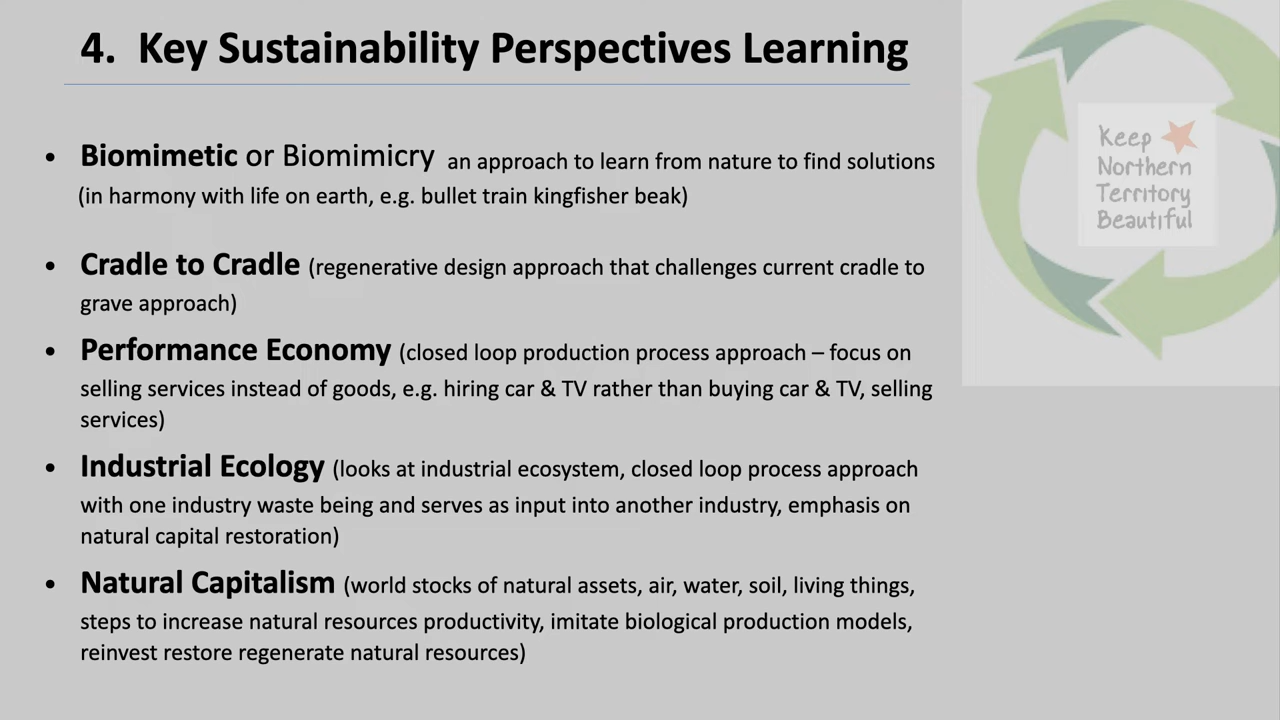 4. Key Sustainability Perspectives Learning
• Biomimetic or Biomimicry an approach to learn from nature to find solutions
(in harmony with life on earth, e.g. bullet train kingfisher beak)
• Cradle to Cradle (regenerative design approach that challenges current cradle to
grave approach)
• Performance Economy (closed loop production process approach – focus on
selling services instead of goods, e.g. hiring car & TV rather than buying car & TV, selling
services)
• Industrial Ecology (looks at industrial ecosystem, closed loop process approach
with one industry waste being and serves as input into another industry, emphasis on
natural capital restoration)
• Natural Capitalism (world stocks of natural assets, air, water, soil, living things,
steps to increase natural resources productivity, imitate biological production models,
reinvest restore regenerate natural resources)
Keep
Northern
Territory
Beautiful